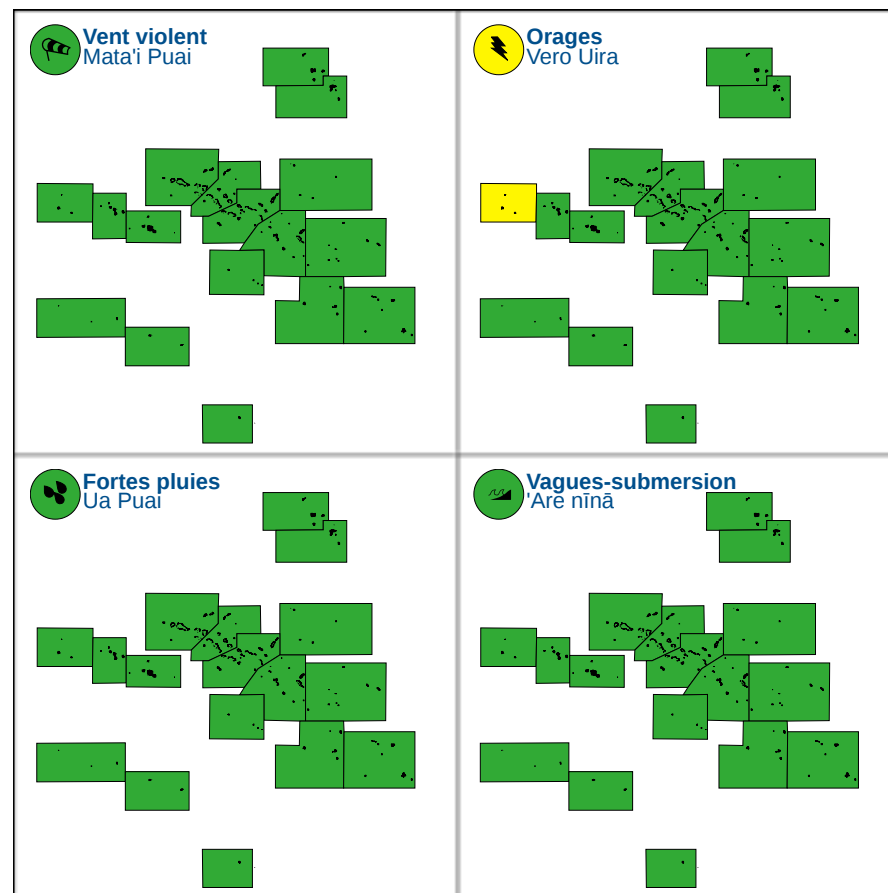 Vent violent
Mata'i Puai
Orages
Vero Uira
Fortes pluies
Ua Puai
Vagues-submersion
'Are nīnā